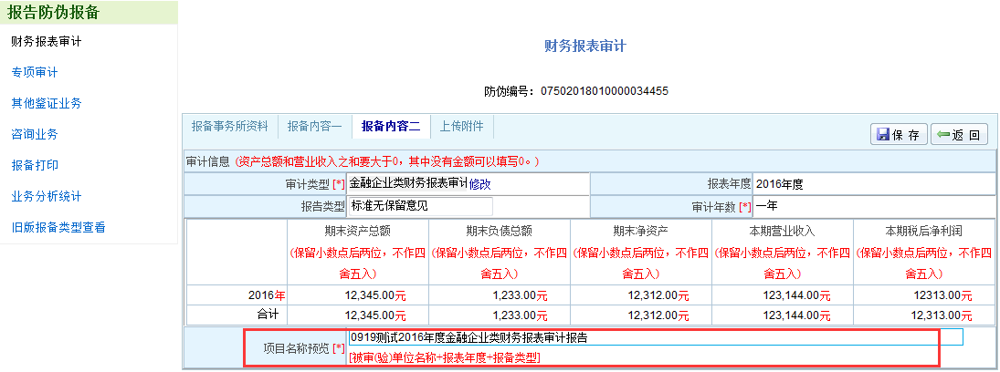 报告防伪报备
财务报表审计
专项审计
其他鉴证业务
咨询业务
报备打印
业务分析统计
旧版报备类型查看
财务报表审计
防伪编号：07502018010000034455
报备事务所资料 报备内容一 报备内容二 上传附件
保 存 返 回
审计信息 (资产总额和营业收入之和要大于0，其中没有金额可以填写0。)
审计类型 [*] 金融企业类财务报表审计修改 报表年度 2016年度
报告类型 标准无保留意见 审计年数 [*] 一年
期末资产总额 期末负债总额 期末净资产 本期营业收入 本期税后净利润
(保留小数点后两位，不作四 (保留小数点后两位，不作四 (保留小数点后两位，不作四 (保留小数点后两位，不作四 (保留小数点后两位，不作四
舍五入) 舍五入) 舍五入) 舍五入) 舍五入)
2016年 12,345.00元 1,233.00元 12,312.00元 123,144.00元 12313.00元
合计 12,345.00元 1,233.00元 12,312.00元 123,144.00元 12,313.00元
项目名称预览 [*] 0919测试2016年度金融企业类财务报表审计报告
[被审(验)单位名称+报表年度+报备类型]